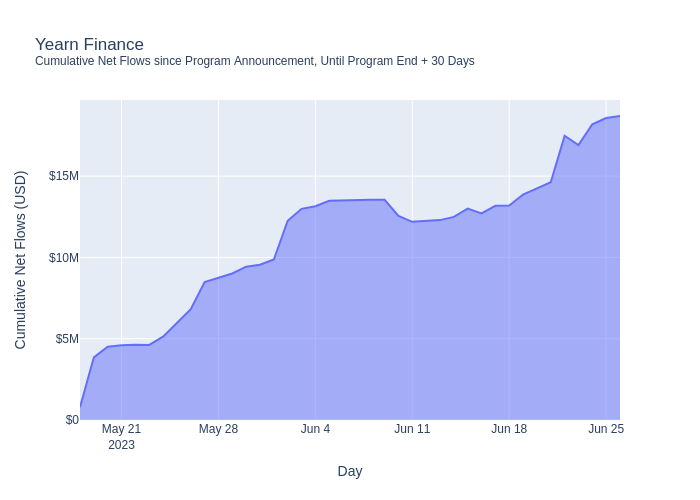 Yearn Finance
Cumulative Net Flows since Program Announcement, Until Program End + 30 Days
Cumulative Net Flows (USD)
$15M
$10M
$5M
$0
May 21
2023
May 28
Jun 4
Jun 11
Jun 18
Jun 25
Day